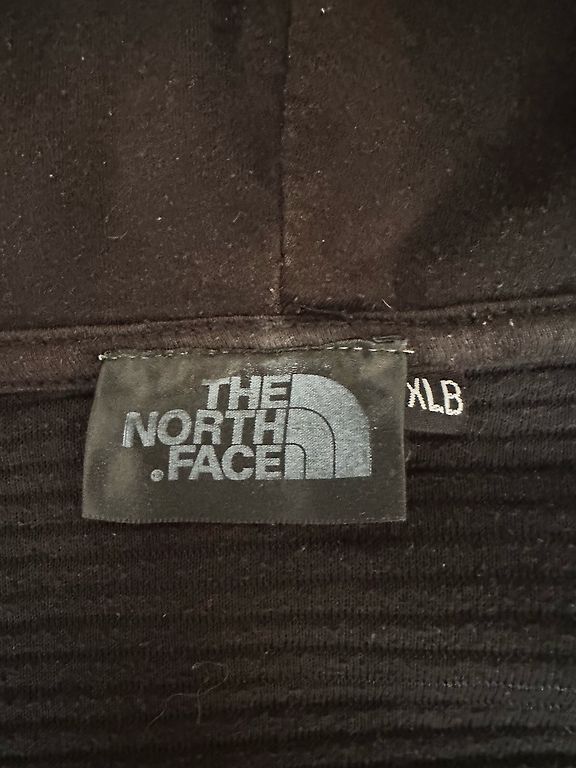 THE
NORTH
.FACE
XLB